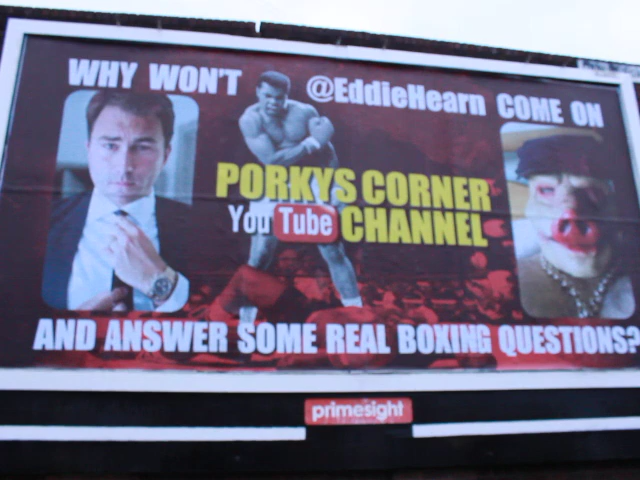 WHY WON'T @EddieHearn COME ON
PORKYS CORNER
YouTube CHANNEL
AND ANSWER SOME REAL BOXING QUESTIONS?
primesight